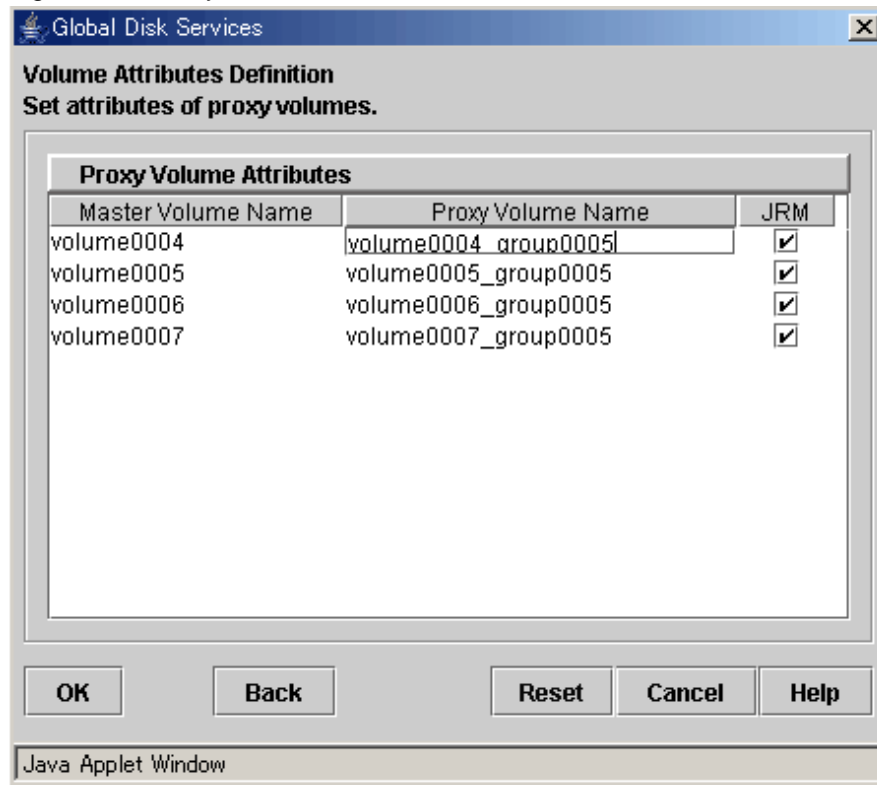 Global Disk Services
Volume Attributes Definition
Set attributes of proxy volumes.
Proxy Volume Attributes
Master Volume Name Proxy Volume Name JRM
volume0004 volume0004_group0005
volume0005 volume0005_group0005
volume0006 volume0006_group0005
volume0007 volume0007_group0005
OK Back Reset Cancel Help
Java Applet Window